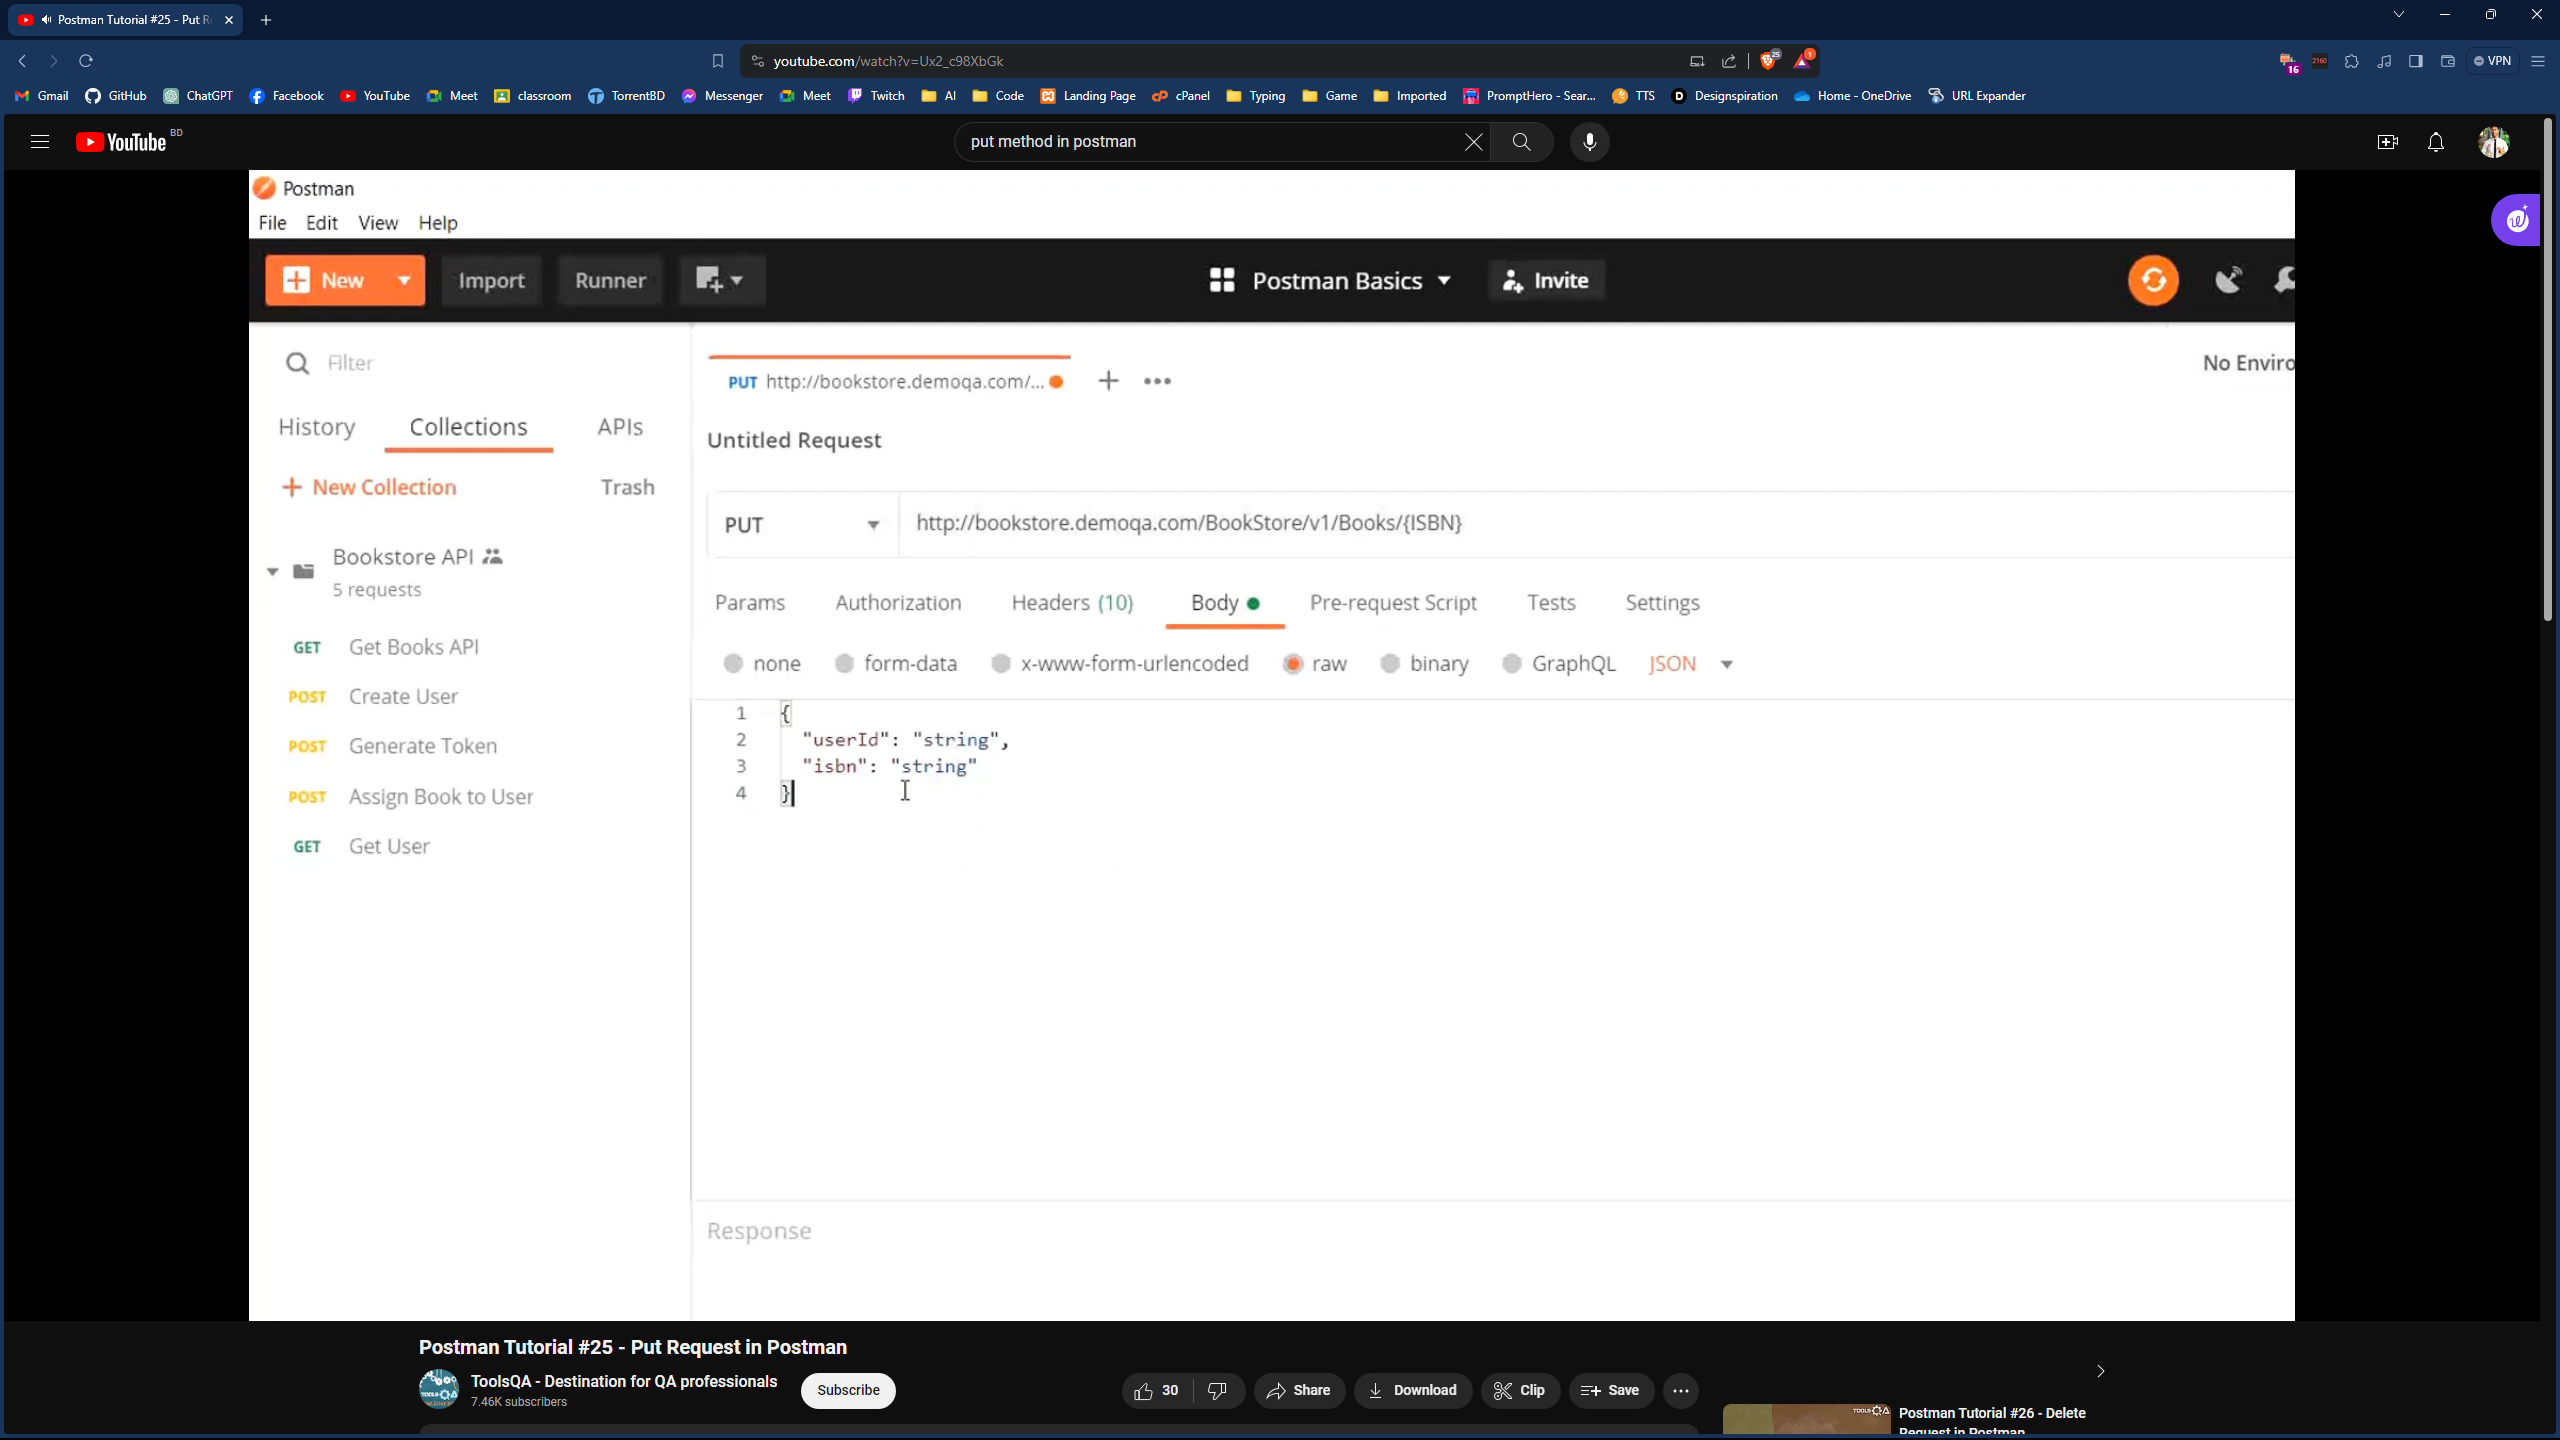 Postman Tutorial #25 - Put R
youtube.com/watch?v=Ux2_c98XbGk
25
1
16
2160
VPN
Gmail GitHub ChatGPT Facebook YouTube Meet classroom TorrentBD Messenger Meet Twitch AI Code Landing Page cPanel Typing Game Imported PromptHero - Sear... TTS Designspiration Home - OneDrive URL Expander
YouTube BD
put method in postman
Postman
File Edit View Help
New Import Runner Postman Basics Invite
Filter
PUT http://bookstore.demoqa.com/...
No Enviro
History Collections APIs
Untitled Request
+ New Collection Trash
PUT http://bookstore.demoqa.com/BookStore/v1/Books/{ISBN}
Bookstore API
5 requests
Params Authorization Headers (10) Body Pre-request Script Tests Settings
GET Get Books API
none form-data x-www-form-urlencoded raw binary GraphQL JSON
POST Create User
POST Generate Token
POST Assign Book to User
GET Get User
1 {
2 "userId": "string",
3 "isbn": "string"
4 }
Response
Postman Tutorial #25 - Put Request in Postman
ToolsQA - Destination for QA professionals
7.46K subscribers
Subscribe
30
Share
Download
Clip
Save
Postman Tutorial #26 - Delete
Request in Postman